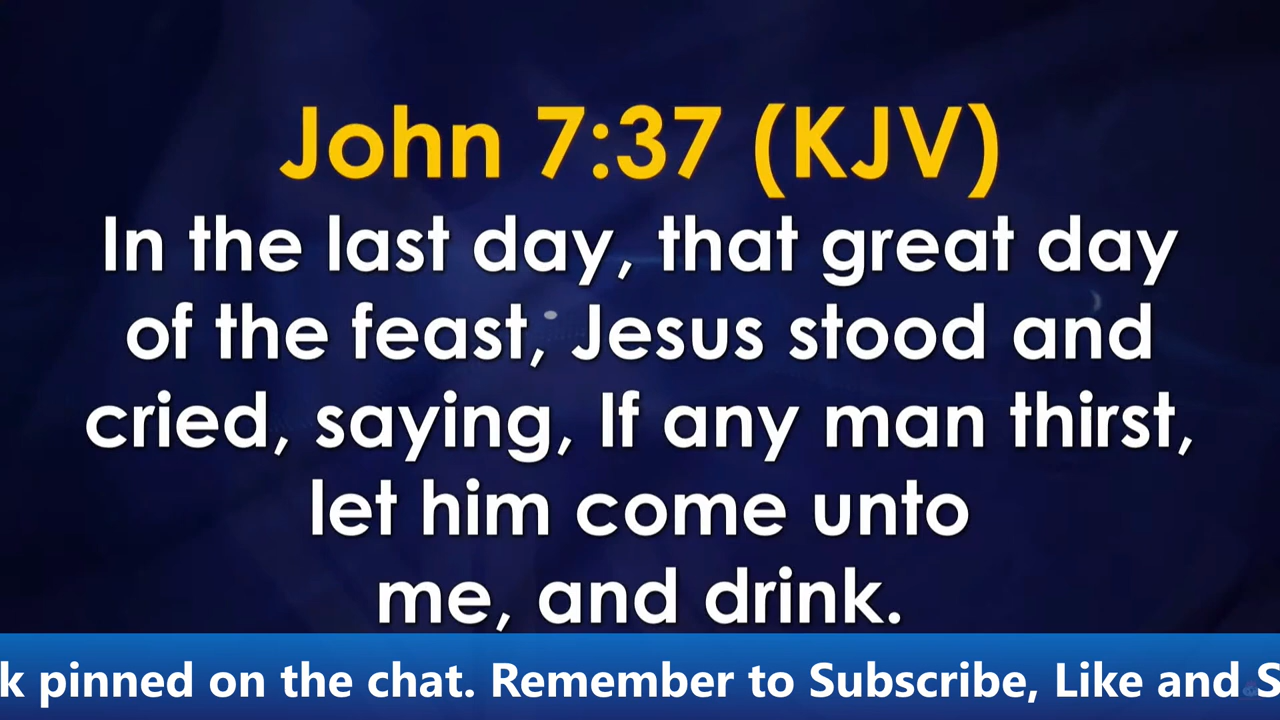 John 7:37 (KJV)
In the last day, that great day
of the feast, Jesus stood and
cried, saying, If any man thirst,
let him come unto
me, and drink.
k pinned on the chat. Remember to Subscribe, Like and S